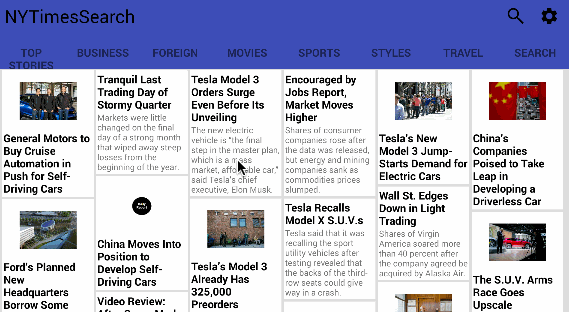 NYTimesSearch
TOP
STORIES
BUSINESS
FOREIGN
MOVIES
SPORTS
STYLES
TRAVEL
SEARCH
General Motors to
Buy Cruise
Automation in
Push for Self-
Driving Cars
Ford's Planned
New
Headquarters
Borrow Some
Tranquil Last
Trading Day of
Stormy Quarter
Markets were little
changed on the final
day of a strong month
that wiped away steep
losses from the
beginning of the year.
China Moves Into
Position to
Develop Self-
Driving Cars
Video Review:
Tesla Model 3
Orders Surge
Even Before Its
Unveiling
The new electric
vehicle is "the final
step in the master plan,
which is a mass
market, affordable car,"
said Tesla's chief
executive, Elon Musk.
Tesla's Model 3
Already Has
325,000
Preorders
Encouraged by
Jobs Report,
Market Moves
Higher
Shares of consumer
companies rose after
the data was released,
but energy and mining
companies sank as
commodities prices
slumped.
Tesla Recalls
Model X S.U.V.s
Tesla said that it was
recalling the sport
utility vehicles after
testing revealed that
the backs of the third-
row seats could give
way in a crash.
Tesla's New
Model 3 Jump-
Starts Demand for
Electric Cars
Wall St. Edges
Down in Light
Trading
Shares of Virgin
America soared more
than 40 percent after
the company agreed be
acquired by Alaska Air.
China's
Companies
Poised to Take
Leap in
Developing a
Driverless Car
The S.U.V. Arms
Race Goes
Upscale